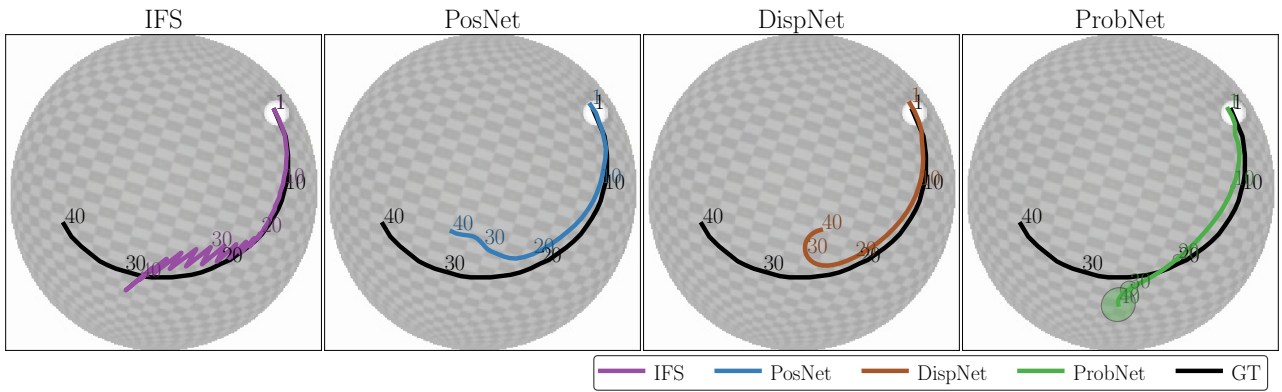 IFS PosNet DispNet ProbNet
1 1 1 1
10 10 10 10
20 20 20 20
30 30 30 30
40 40 40 40
IFS PosNet DispNet ProbNet GT